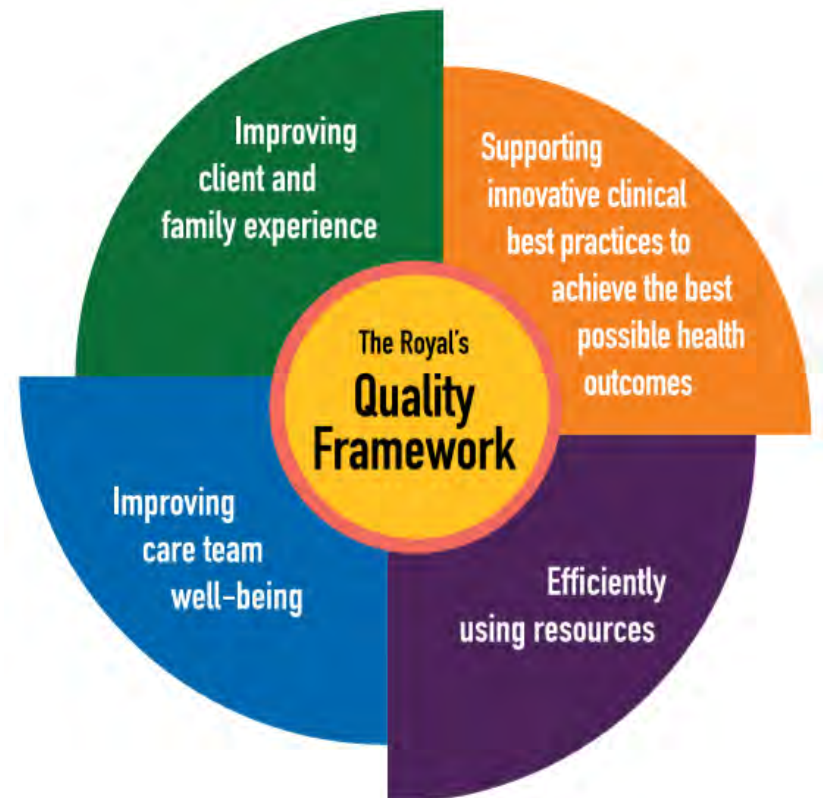 Improving
client and
family experience
Supporting
innovative clinical
best practices to
achieve the best
possible health
outcomes
The Royal's
Quality
Framework
Improving
care team
well-being
Efficiently
using resources